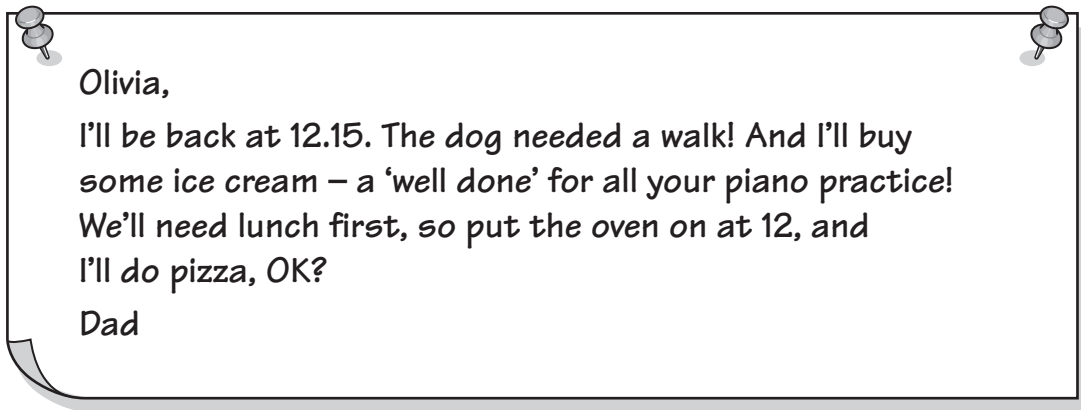 Olivia,
I’ll be back at 12.15. The dog needed a walk! And I’ll buy
some ice cream – a ‘well done’ for all your piano practice!
We’ll need lunch first, so put the oven on at 12, and
I’ll do pizza, OK?
Dad